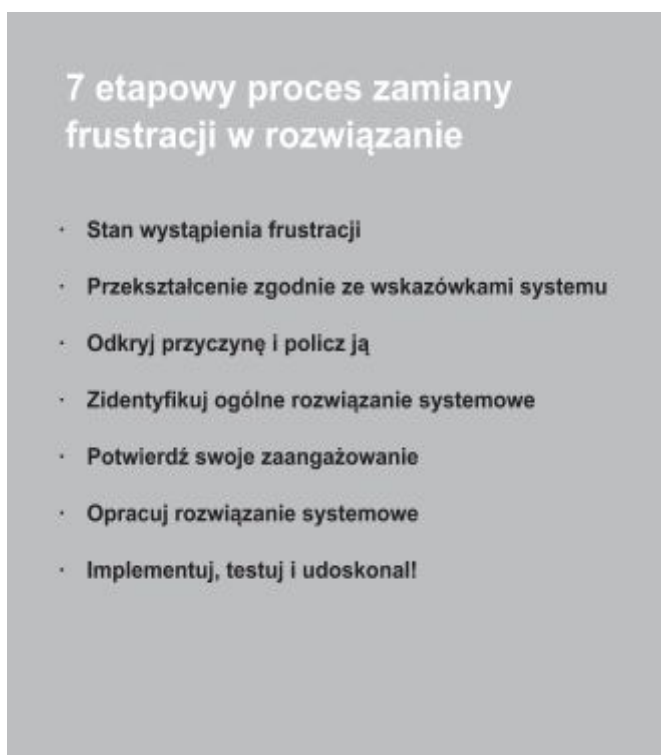 7 etapowy proces zamiany
frustracji w rozwiązanie
· Stan wystąpienia frustracji
· Przekształcenie zgodnie ze wskazówkami systemu
· Odkryj przyczynę i policz ją
· Zidentyfikuj ogólne rozwiązanie systemowe
· Potwierdź swoje zaangażowanie
· Opracuj rozwiązanie systemowe
· Implementuj, testuj i udoskonal!